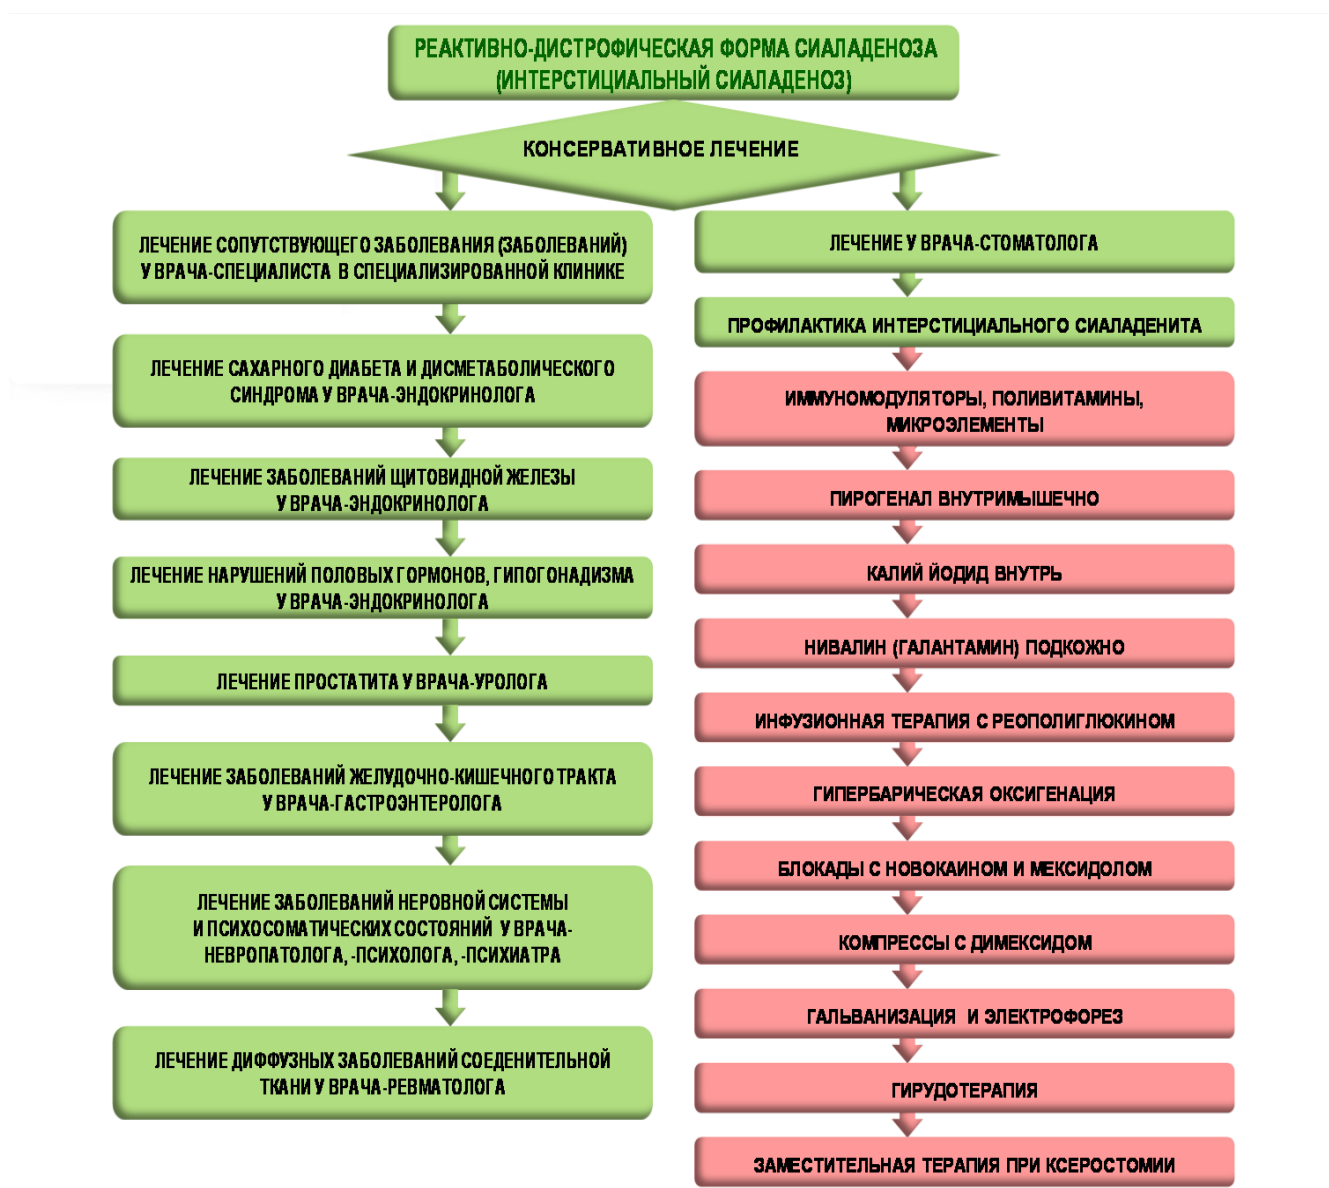 РЕАКТИВНО-ДИСТРОФИЧЕСКАЯ ФОРМА СИАЛАДЕНОЗА
(ИНТЕРСТИЦИАЛЬНЫЙ СИАЛАДЕНОЗ)
КОНСЕРВАТИВНОЕ ЛЕЧЕНИЕ
ЛЕЧЕНИЕ СОПУТСТВУЮЩЕГО ЗАБОЛЕВАНИЯ (ЗАБОЛЕВАНИЙ)
У ВРАЧА-СПЕЦИАЛИСТА В СПЕЦИАЛИЗИРОВАННОЙ КЛИНИКЕ
ЛЕЧЕНИЕ САХАРНОГО ДИАБЕТА И ДИСМЕТАБОЛИЧЕСКОГО
СИНДРОМА У ВРАЧА-ЭНДОКРИНОЛОГА
ЛЕЧЕНИЕ ЗАБОЛЕВАНИЙ ЩИТОВИДНОЙ ЖЕЛЕЗЫ
У ВРАЧА-ЭНДОКРИНОЛОГА
ЛЕЧЕНИЕ НАРУШЕНИЙ ПОЛОВЫХ ГОРМОНОВ, ГИПОГОНАДИЗМА
У ВРАЧА-ЭНДОКРИНОЛОГА
ЛЕЧЕНИЕ ПРОСТАТИТА У ВРАЧА-УРОЛОГА
ЛЕЧЕНИЕ ЗАБОЛЕВАНИЙ ЖЕЛУДОЧНО-КИШЕЧНОГО ТРАКТА
У ВРАЧА-ГАСТРОЭНТЕРОЛОГА
ЛЕЧЕНИЕ ЗАБОЛЕВАНИЙ НЕРОВНОЙ СИСТЕМЫ
И ПСИХОСОМАТИЧЕСКИХ СОСТОЯНИЙ У ВРАЧА-
НЕВРОПАТОЛОГА, -ПСИХОЛОГА, -ПСИХИАТРА
ЛЕЧЕНИЕ ДИФФУЗНЫХ ЗАБОЛЕВАНИЙ СОЕДЕНИТЕЛЬНОЙ
ТКАНИ У ВРАЧА-РЕВМАТОЛОГА
ЛЕЧЕНИЕ У ВРАЧА-СТОМАТОЛОГА
ПРОФИЛАКТИКА ИНТЕРСТИЦИАЛЬНОГО СИАЛАДЕНИТА
ИММУНОМОДУЛЯТОРЫ, ПОЛИВИТАМИНЫ,
МИКРОЭЛЕМЕНТЫ
ПИРОГЕНАЛ ВНУТРИМЫШЕЧНО
КАЛИЙ ЙОДИД ВНУТРЬ
НИВАЛИН (ГАЛАНТАМИН) ПОДКОЖНО
ИНФУЗИОННАЯ ТЕРАПИЯ С РЕОПОЛИГЛЮКИНОМ
ГИПЕРБАРИЧЕСКАЯ ОКСИГЕНАЦИЯ
БЛОКАДЫ С НОВОКАИНОМ И МЕКСИДОЛОМ
КОМПРЕССЫ С ДИМЕКСИДОМ
ГАЛЬВАНИЗАЦИЯ И ЭЛЕКТРОФОРЕЗ
ГИРУДОТЕРАПИЯ
ЗАМЕСТИТЕЛЬНАЯ ТЕРАПИЯ ПРИ КСЕРОСТОМИИ